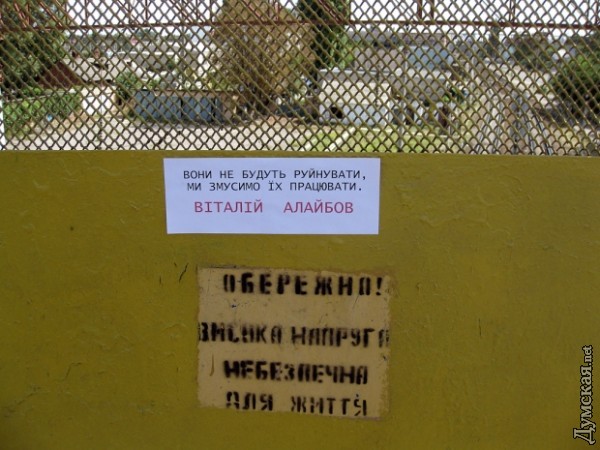 ВОНИ НЕ БУДУТЬ РУЙНУВАТИ,
МИ ЗМУСИМО ЇХ ПРАЦЮВАТИ.
ВІТАЛІЙ АЛАЙБОВ
ОБЕРЕЖНО!
ВИСОКА НАПРУГА
НЕБЕЗПЕЧНА
ДЛЯ ЖИТТЯ
Думская.net